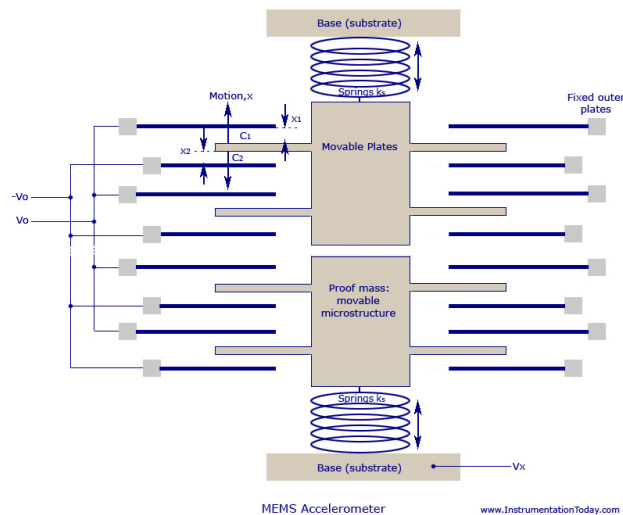 Base (substrate)
Springs ks
Motion,x
x1
Fixed outer
plates
C1
x2
Movable Plates
C2
-Vo
Vo
Proof mass:
movable
microstructure
Springs ks
Base (substrate)
Vx
MEMS Accelerometer
www.InstrumentationToday.com